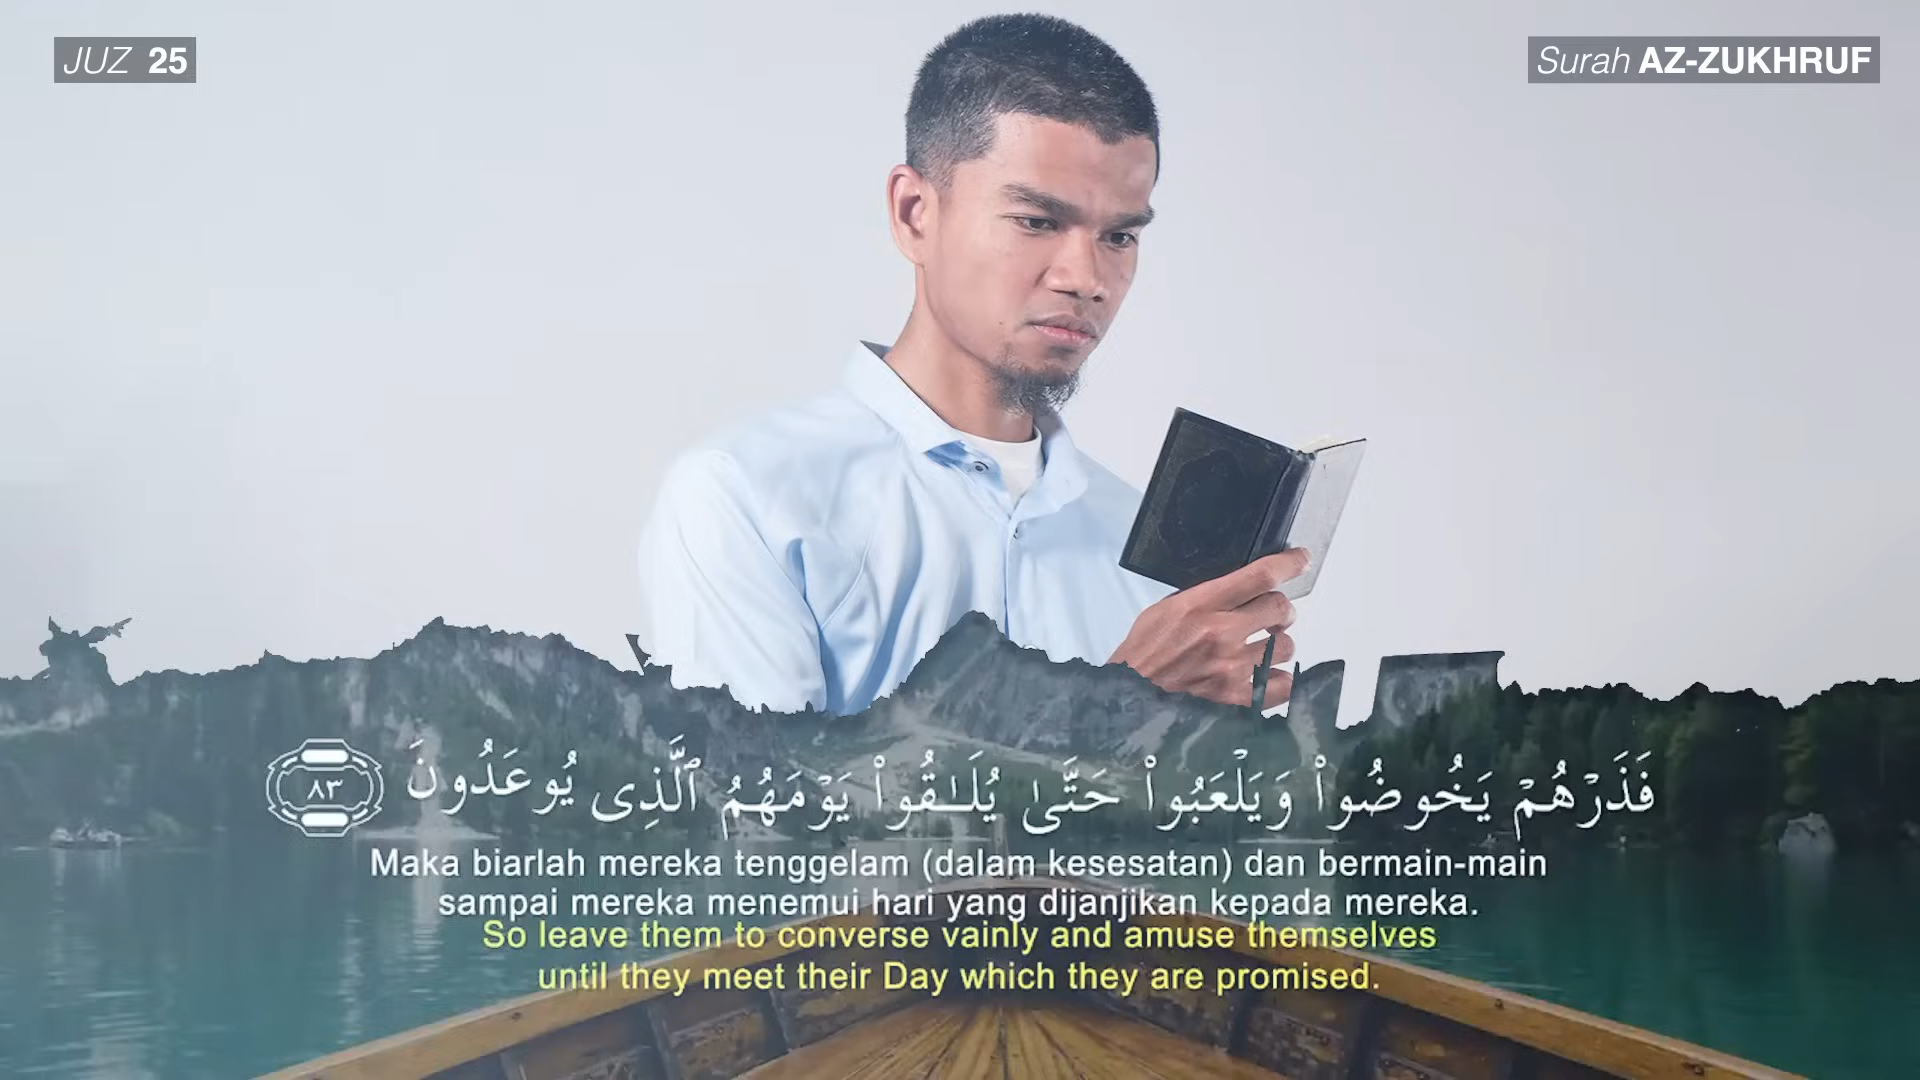 JUZ 25
Surah AZ-ZUKHRUF
فَذَرْهُمْ يَخُوضُوا۟ وَيَلْعَبُوا۟ حَتَّىٰ يُلَـٰقُوا۟ يَوْمَهُمُ ٱلَّذِى يُوعَدُونَ ٨٣
Maka biarlah mereka tenggelam (dalam kesesatan) dan bermain-main
sampai mereka menemui hari yang dijanjikan kepada mereka.
So leave them to converse vainly and amuse themselves
until they meet their Day which they are promised.